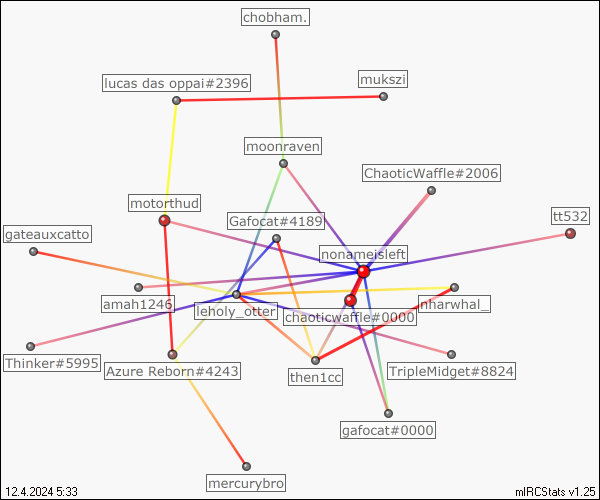 chobham.
mukszi
lucas das oppai#2396
moonraven
ChaoticWaffle#2006
motorthud
Gafocat#4189
tt532
gateauxcatto
nonameisleft
amah1246
leholy_otter
chaoticwaffle#0000
nharwhal_
Thinker#5995
Azure Reborn#4243
then1cc
TripleMidget#8824
gafocat#0000
mercurybro
12.4.2024 5:33
mIRCStats v1.25